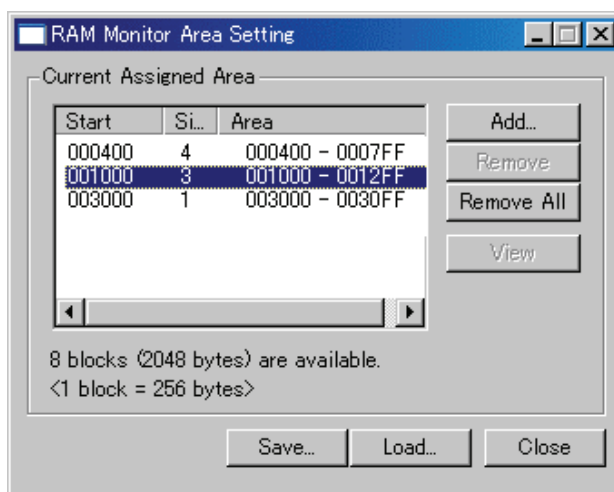 RAM Monitor Area Setting
Current Assigned Area
Start Si... Area
000400 4 000400 - 0007FF
001000 3 001000 - 0012FF
003000 1 003000 - 0030FF
Add...
Remove
Remove All
View
8 blocks (2048 bytes) are available.
<1 block = 256 bytes>
Save... Load... Close